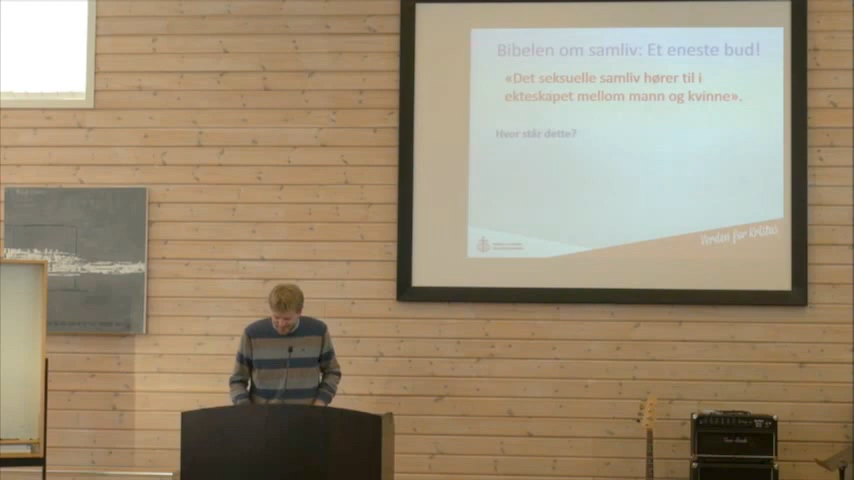 Bibelen om samliv: Et eneste bud!
«Det seksuelle samliv hører til i
ekteskapet mellom mann og kvinne».
Hvor står dette?
Verden for Kristus